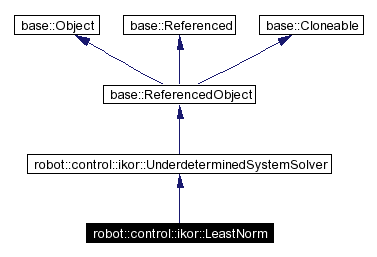 base::Object
base::Referenced
base::Cloneable
base::ReferencedObject
robot::control::ikor::UnderdeterminedSystemSolver
robot::control::ikor::LeastNorm